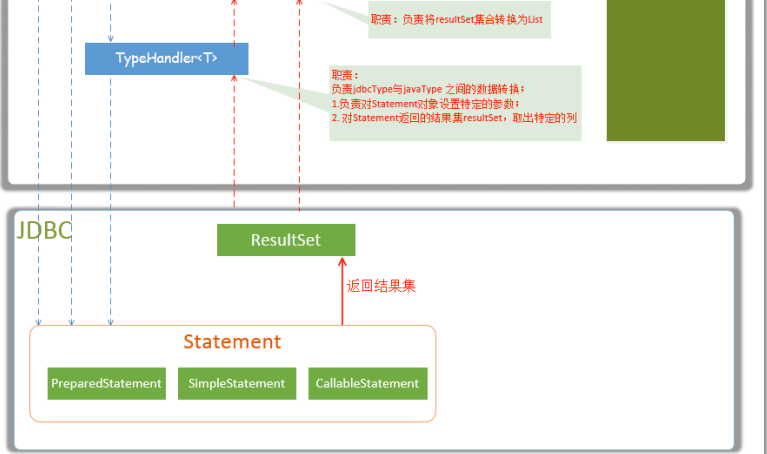 职责：负责将resultSet集合转换为List
TypeHandler<T>
职责：
负责jdbcType与javaType 之间的数据转换；
1.负责对Statement对象设置特定的参数；
2. 对Statement返回的结果集resultSet，取出特定的列
JDBC
ResultSet
返回结果集
Statement
PreparedStatement
SimpleStatement
CallableStatement